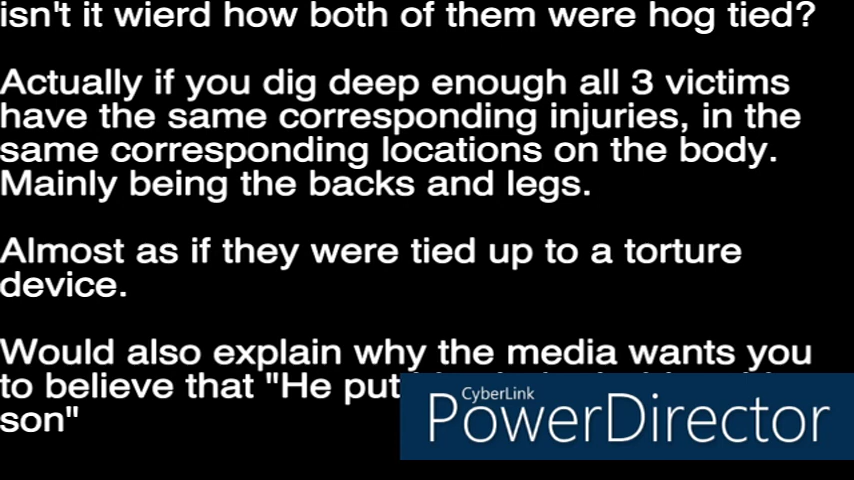 isn't it wierd how both of them were hog tied?
Actually if you dig deep enough all 3 victims
have the same corresponding injuries, in the
same corresponding locations on the body.
Mainly being the backs and legs.
Almost as if they were tied up to a torture
device.
Would also explain why the media wants you
to believe that "He put
son"
CyberLink
PowerDirector